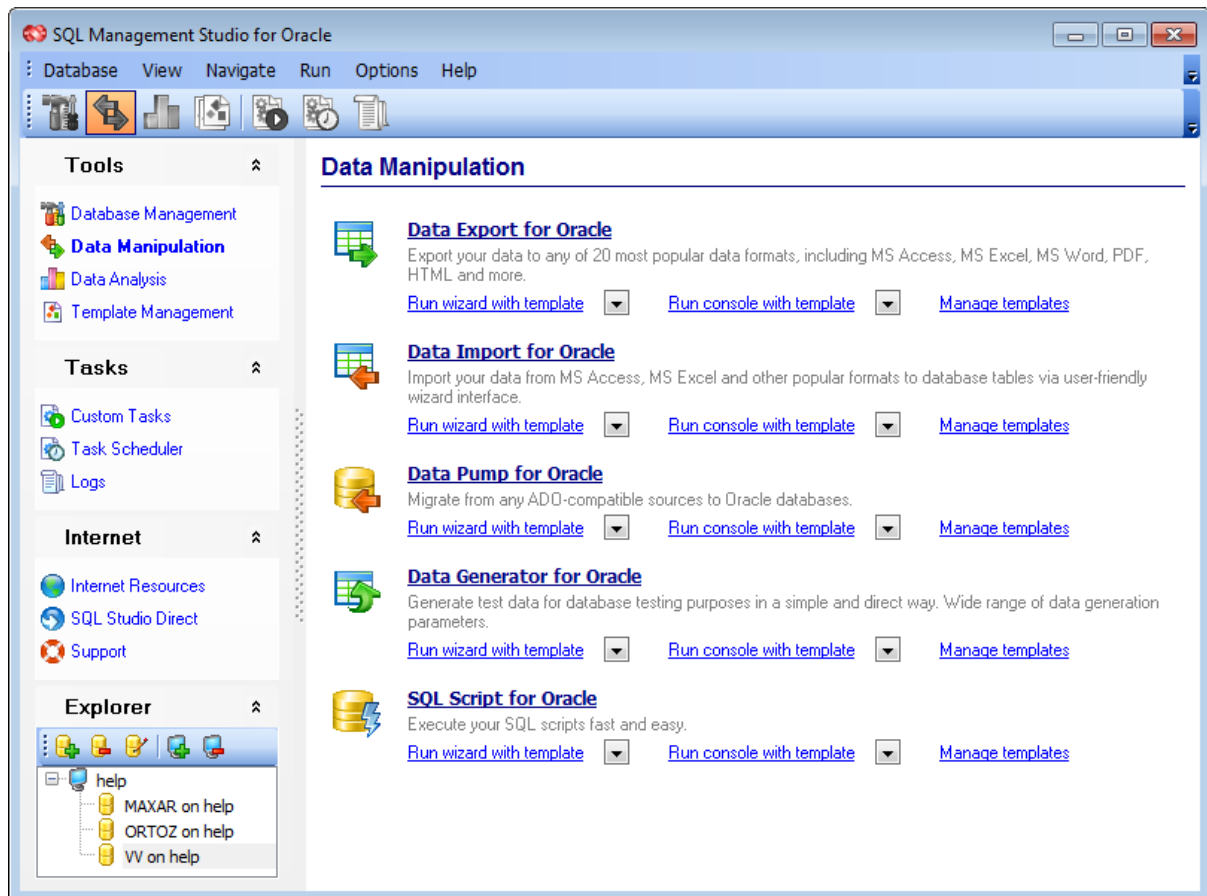 SQL Management Studio for Oracle
Database View Navigate Run Options Help
Tools
Database Management
Data Manipulation
Data Analysis
Template Management
Tasks
Custom Tasks
Task Scheduler
Logs
Internet
Internet Resources
SQL Studio Direct
Support
Explorer
help
MAXAR on help
ORTOZ on help
VV on help
Data Manipulation
Data Export for Oracle
Export your data to any of 20 most popular data formats, including MS Access, MS Excel, MS Word, PDF,
HTML and more.
Run wizard with template Run console with template Manage templates
Data Import for Oracle
Import your data from MS Access, MS Excel and other popular formats to database tables via user-friendly
wizard interface.
Run wizard with template Run console with template Manage templates
Data Pump for Oracle
Migrate from any ADO-compatible sources to Oracle databases.
Run wizard with template Run console with template Manage templates
Data Generator for Oracle
Generate test data for database testing purposes in a simple and direct way. Wide range of data generation
parameters.
Run wizard with template Run console with template Manage templates
SQL Script for Oracle
Execute your SQL scripts fast and easy.
Run wizard with template Run console with template Manage templates